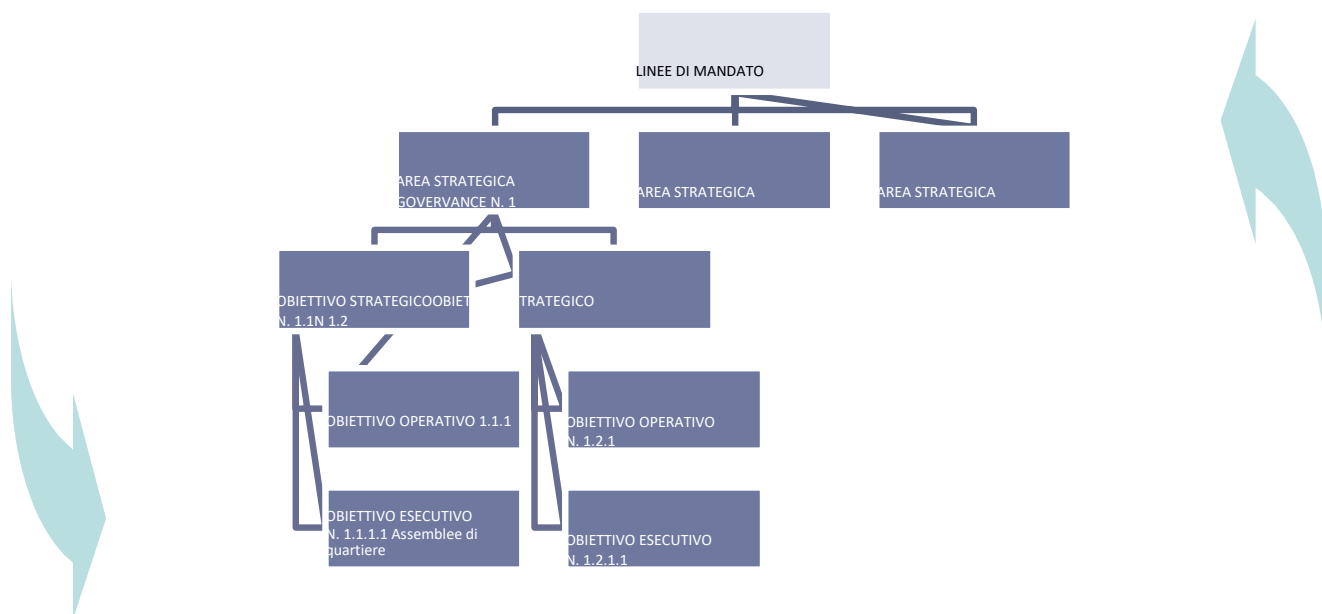 LINEE DI MANDATO
AREA STRATEGICA
GOVERVANCE N. 1
AREA STRATEGICA
AREA STRATEGICA
OBIETTIVO STRATEGICOOBIET TRATEGICO
N. 1.1N 1.2
OBIETTIVO OPERATIVO 1.1.1
OBIETTIVO OPERATIVO
N. 1.2.1
OBIETTIVO ESECUTIVO
N. 1.1.1.1 Assemblee di
quartiere
OBIETTIVO ESECUTIVO
N. 1.2.1.1